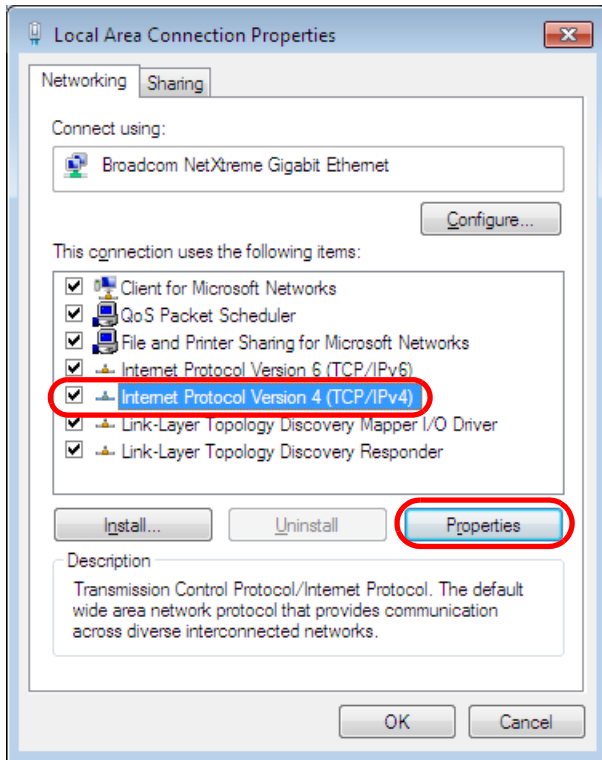 Local Area Connection Properties
Networking
Sharing
Connect using:
Broadcom NetXtreme Gigabit Ethernet
Configure...
This connection uses the following items:
Client for Microsoft Networks
QoS Packet Scheduler
File and Printer Sharing for Microsoft Networks
Internet Protocol Version 6 (TCP/IPv6)
Internet Protocol Version 4 (TCP/IPv4)
Link-Layer Topology Discovery Mapper I/O Driver
Link-Layer Topology Discovery Responder
Install...
Uninstall
Properties
Description
Transmission Control Protocol/Internet Protocol. The default
wide area network protocol that provides communication
across diverse interconnected networks.
OK
Cancel